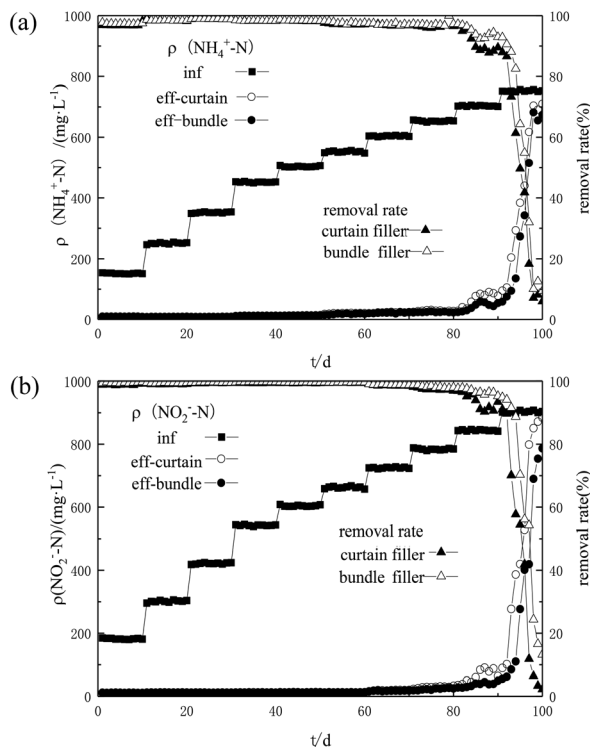 (a)
1000
800
600
400
200
0
ρ（NH₄⁺-N）/(mg·L⁻¹)
ρ（NH₄⁺-N）
inf
eff-curtain
eff-bundle
removal rate
curtain filler
bundle filler
100
80
60
40
20
0
removal rate(%)
0 20 40 60 80 100
t/d
(b)
1000
800
600
400
200
0
ρ(NO₂⁻-N)/(mg·L⁻¹)
ρ（NO₂⁻-N）
inf
eff-curtain
eff-bundle
removal rate
curtain filler
bundle filler
100
80
60
40
20
0
removal rate(%)
0 20 40 60 80 100
t/d